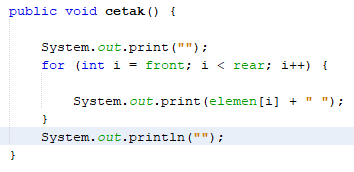 public void cetak() {
System.out.print("");
for (int i = front; i < rear; i++) {
System.out.print(elemen[i] + " ");
}
System.out.println("");
}